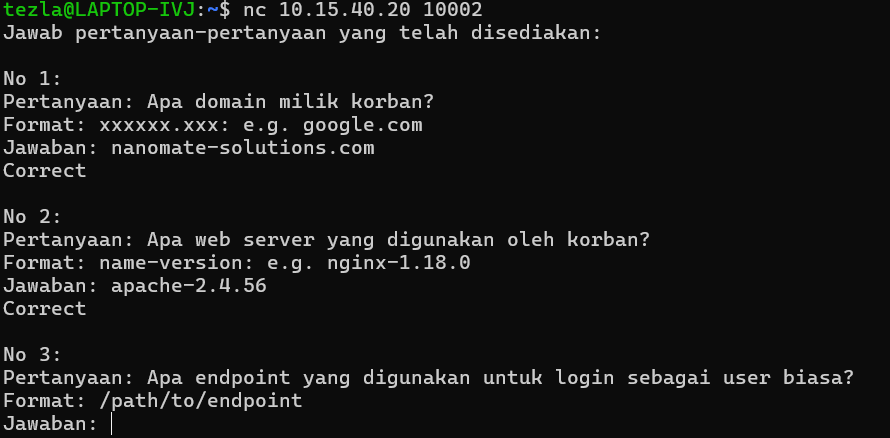 tezla@LAPTOP-IVJ:~$ nc 10.15.40.20 10002
Jawab pertanyaan-pertanyaan yang telah disediakan:
No 1:
Pertanyaan: Apa domain milik korban?
Format: xxxxxx.xxx: e.g. google.com
Jawaban: nanomate-solutions.com
Correct
No 2:
Pertanyaan: Apa web server yang digunakan oleh korban?
Format: name-version: e.g. nginx-1.18.0
Jawaban: apache-2.4.56
Correct
No 3:
Pertanyaan: Apa endpoint yang digunakan untuk login sebagai user biasa?
Format: /path/to/endpoint
Jawaban: